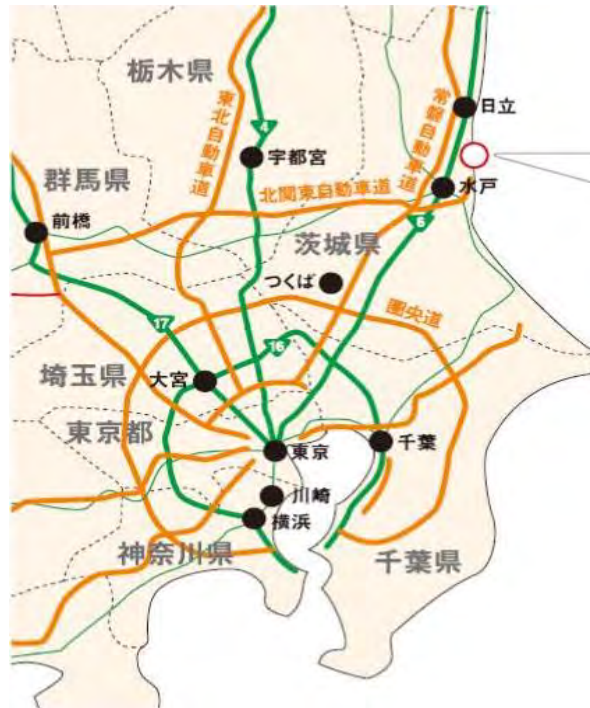 栃木県
東北自動車道
4
宇都宮
常磐自動車道
日立
群馬県
前橋
北関東自動車道
水戸
6
茨城県
つくば
圏央道
17
16
埼玉県
大宮
東京都
東京
千葉
川崎
横浜
神奈川県
千葉県